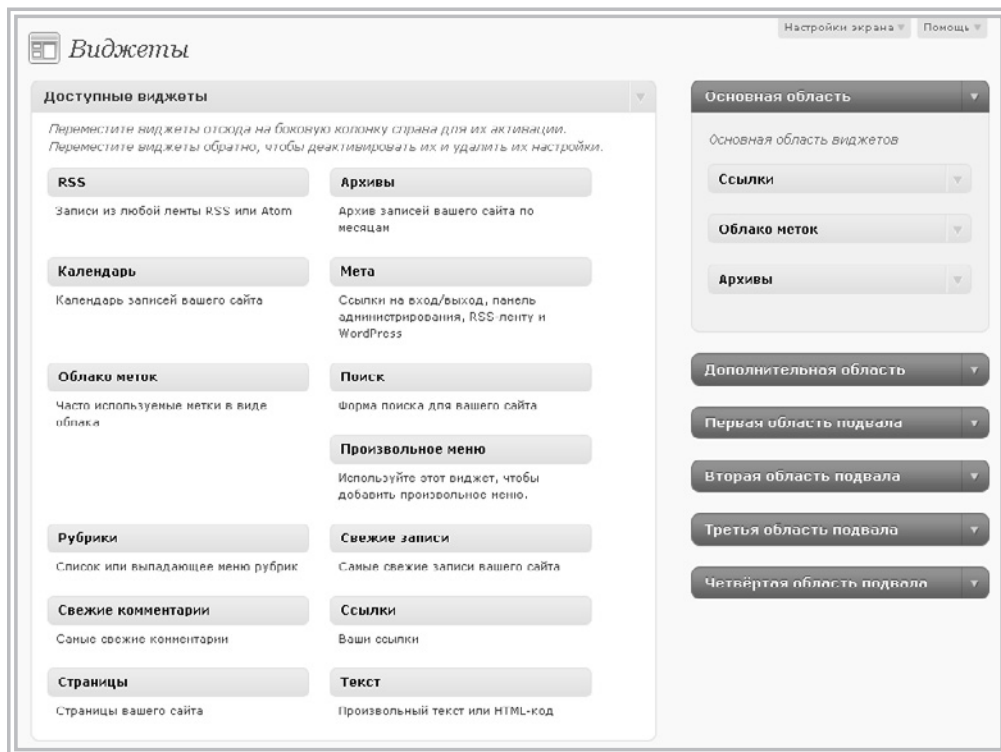 Настройки экрана
Помощь
Виджеты
Доступные виджеты
Переместите виджеты отсюда на боковую колонку справа для их активации.
Переместите виджеты обратно, чтобы деактивировать их и удалить их настройки.
RSS
Записи из любой ленты RSS или Atom
Архивы
Архив записей вашего сайта по
месяцам
Календарь
Календарь записей вашего сайта
Мета
Ссылки на вход/выход, панель
администрирования, RSS-ленту и
WordPress
Облако меток
Часто используемые метки в виде
облака
Поиск
Форма поиска для вашего сайта
Произвольное меню
Используйте этот виджет, чтобы
добавить произвольное меню.
Рубрики
Список или выпадающее меню рубрик
Свежие записи
Самые свежие записи вашего сайта
Свежие комментарии
Самые свежие комментарии
Ссылки
Ваши ссылки
Страницы
Страницы вашего сайта
Текст
Произвольный текст или HTML-код
Основная область
Основная область виджетов
Ссылки
Облако меток
Архивы
Дополнительная область
Первая область подвала
Вторая область подвала
Третья область подвала
Четвёртая область подвала